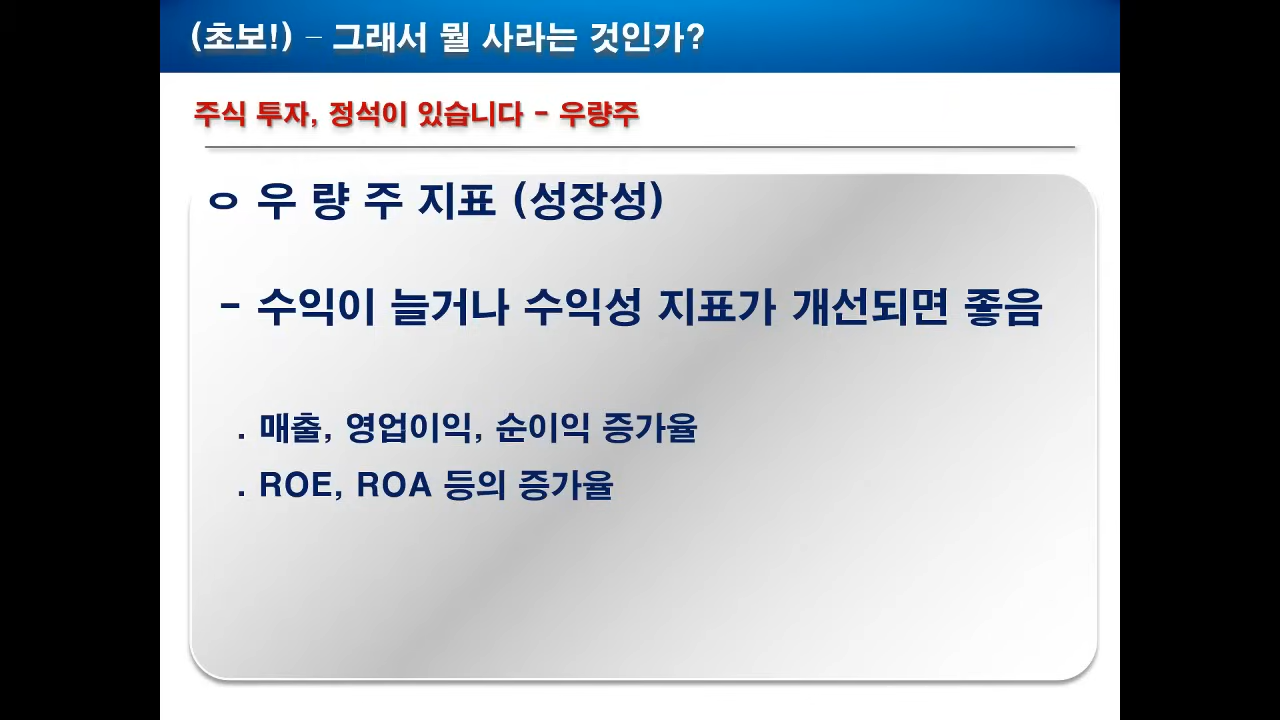 (초보!) – 그래서 뭘 사라는 것인가?
주식 투자, 정석이 있습니다 - 우량주
ㅇ 우 량 주 지표 (성장성)
- 수익이 늘거나 수익성 지표가 개선되면 좋음
. 매출, 영업이익, 순이익 증가율
. ROE, ROA 등의 증가율